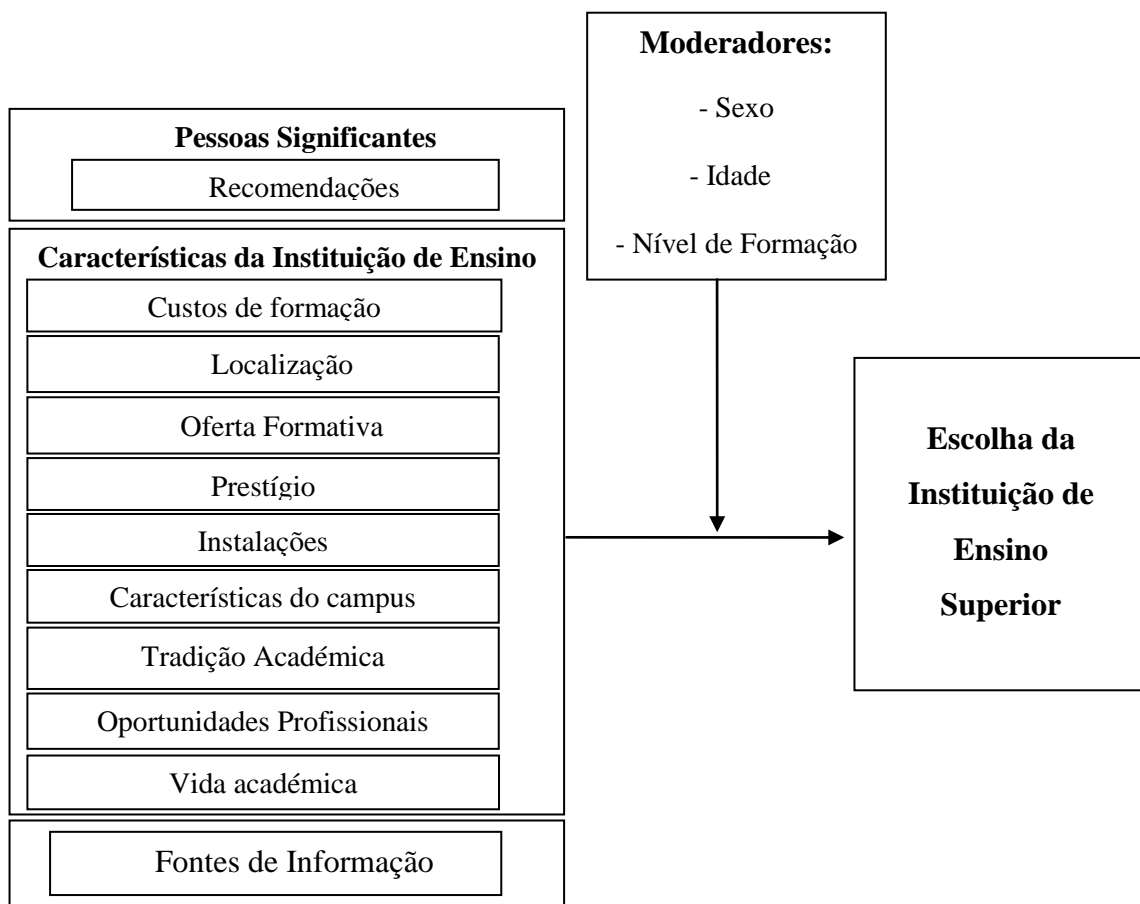 Moderadores:
- Sexo
- Idade
- Nível de Formação
Pessoas Significantes
Recomendações
Características da Instituição de Ensino
Custos de formação
Localização
Oferta Formativa
Prestígio
Instalações
Características do campus
Tradição Académica
Oportunidades Profissionais
Vida académica
Fontes de Informação
Escolha da
Instituição de
Ensino
Superior